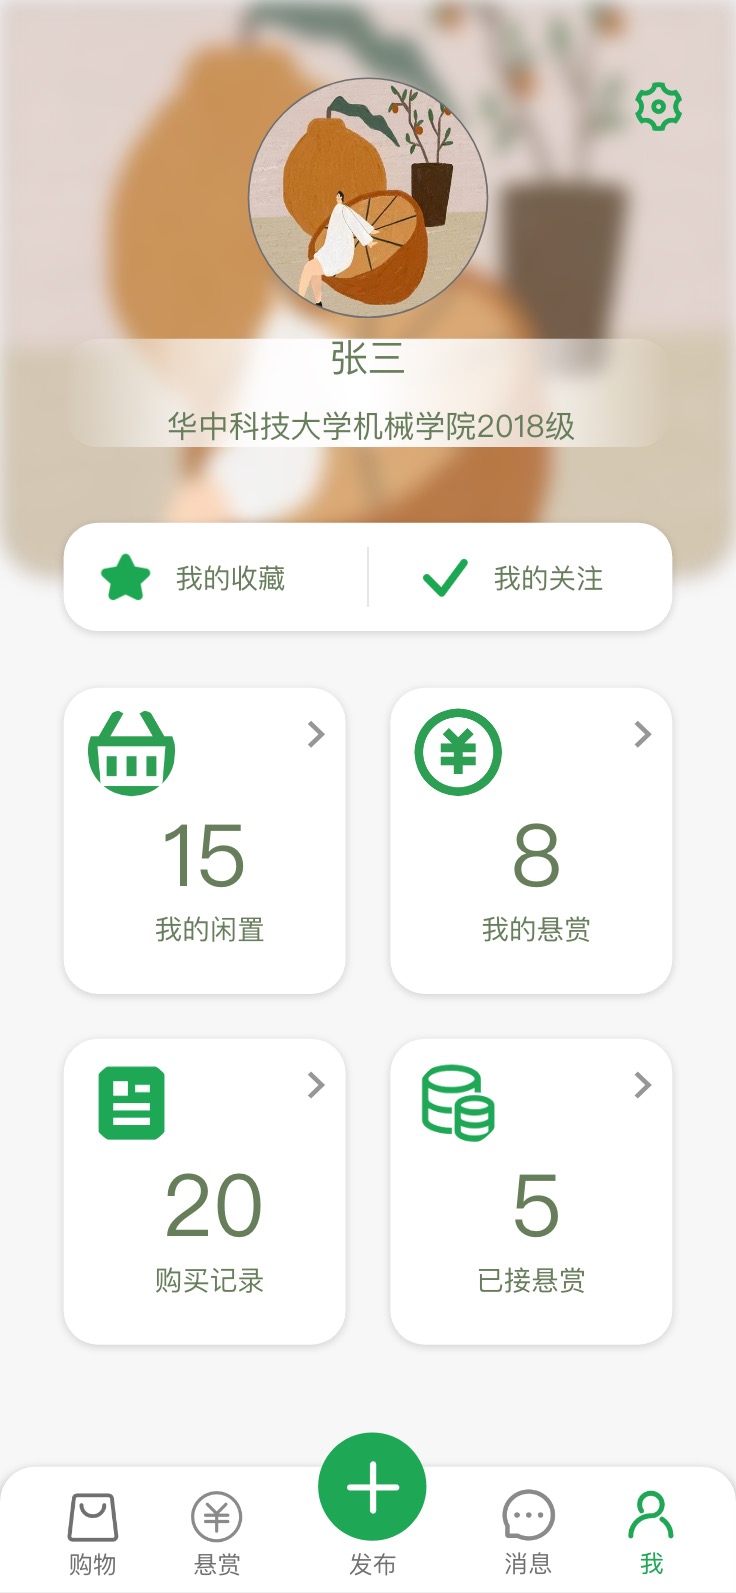 张三
华中科技大学机械学院2018级
我的收藏 我的关注
15 8
我的闲置 我的悬赏
20 5
购买记录 已接悬赏
购物 悬赏 发布 消息 我